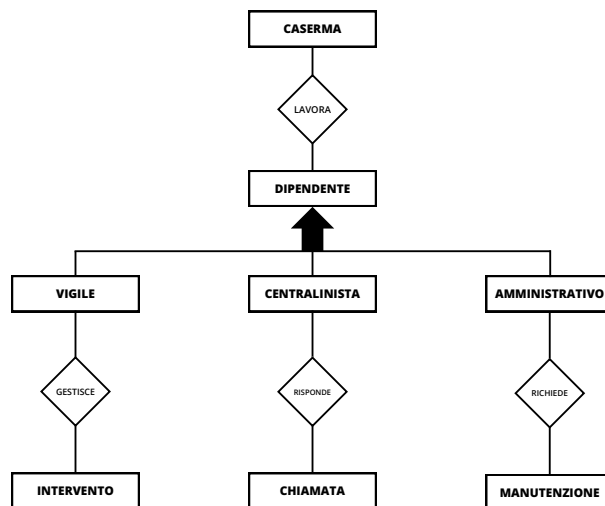 CASERMA
LAVORA
DIPENDENTE
VIGILE
CENTRALINISTA
AMMINISTRATIVO
GESTISCE
RISPONDE
RICHIEDE
INTERVENTO
CHIAMATA
MANUTENZIONE